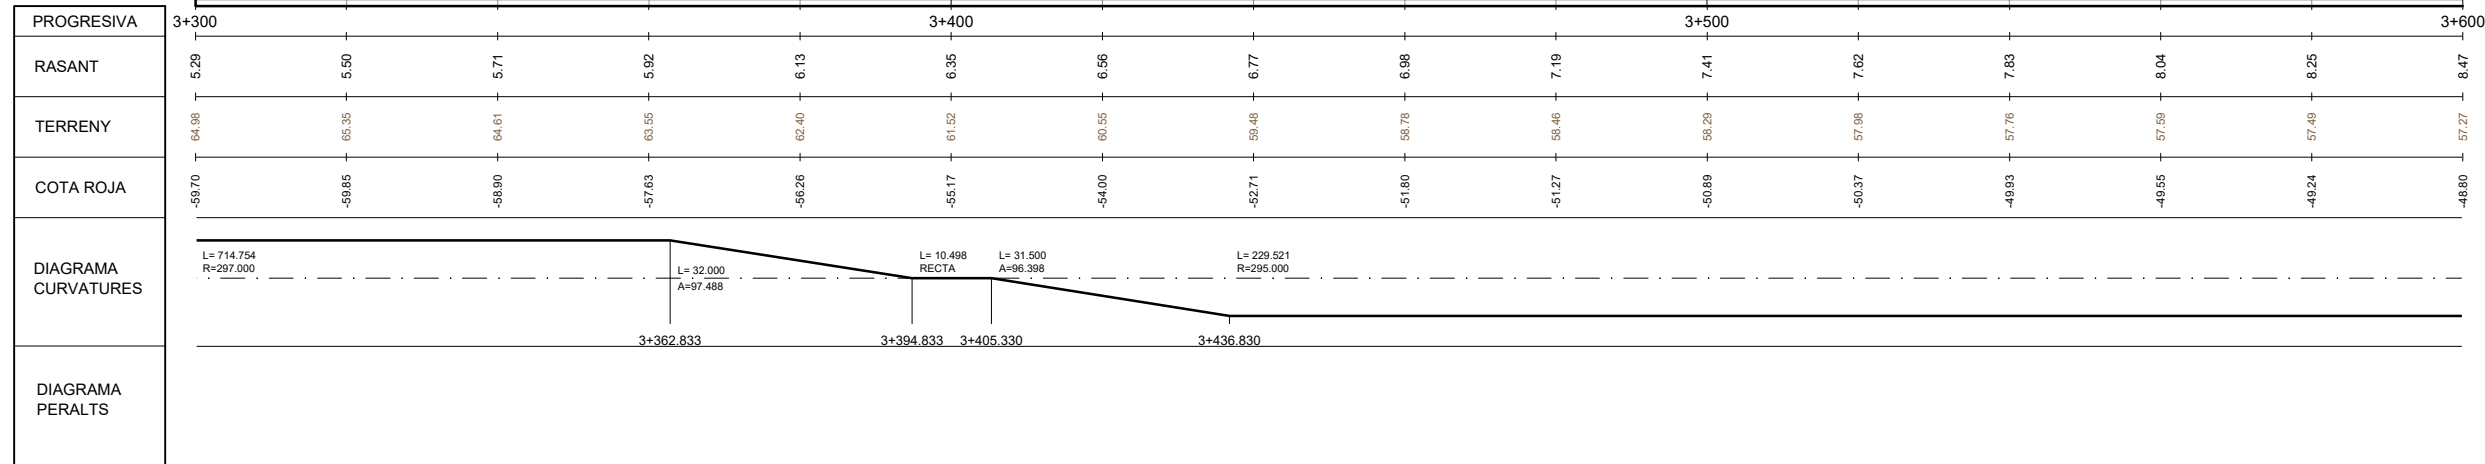 PROGRESIVA 3+300 3+400 3+500 3+600
RASANT 5.29 5.50 5.71 5.92 6.13 6.35 6.56 6.77 6.98 7.19 7.41 7.62 7.83 8.04 8.25 8.47
TERRENY 64.98 65.35 64.61 63.55 62.40 61.52 60.55 59.48 58.78 58.46 58.29 57.98 57.76 57.59 57.49 57.27
COTA ROJA -59.70 -59.85 -58.90 -57.63 -56.26 -55.17 -54.00 -52.71 -51.80 -51.27 -50.89 -50.37 -49.93 -49.55 -49.24 -48.80
DIAGRAMA
CURVATURES
L= 714.754
R=297.000
L= 32.000
A=97.488
L= 10.498
RECTA
L= 31.500
A=96.398
L= 229.521
R=295.000
3+362.833 3+394.833 3+405.330 3+436.830
DIAGRAMA
PERALTS